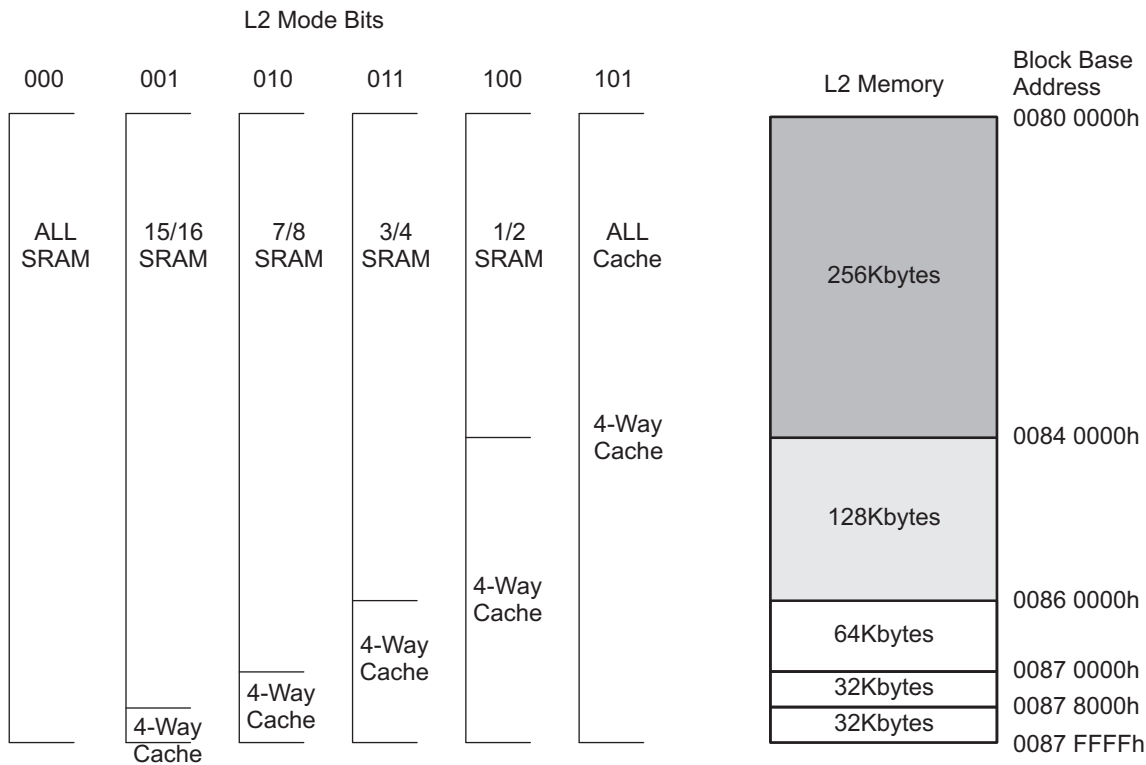 L2 Mode Bits
000 001 010 011 100 101
L2 Memory
Block Base
Address
0080 0000h
ALL
SRAM
15/16
SRAM
7/8
SRAM
3/4
SRAM
1/2
SRAM
ALL
Cache
256Kbytes
4-Way
Cache
0084 0000h
128Kbytes
4-Way
Cache
0086 0000h
4-Way
Cache
64Kbytes
0087 0000h
4-Way
Cache
32Kbytes
0087 8000h
4-Way
Cache
32Kbytes
0087 FFFFh